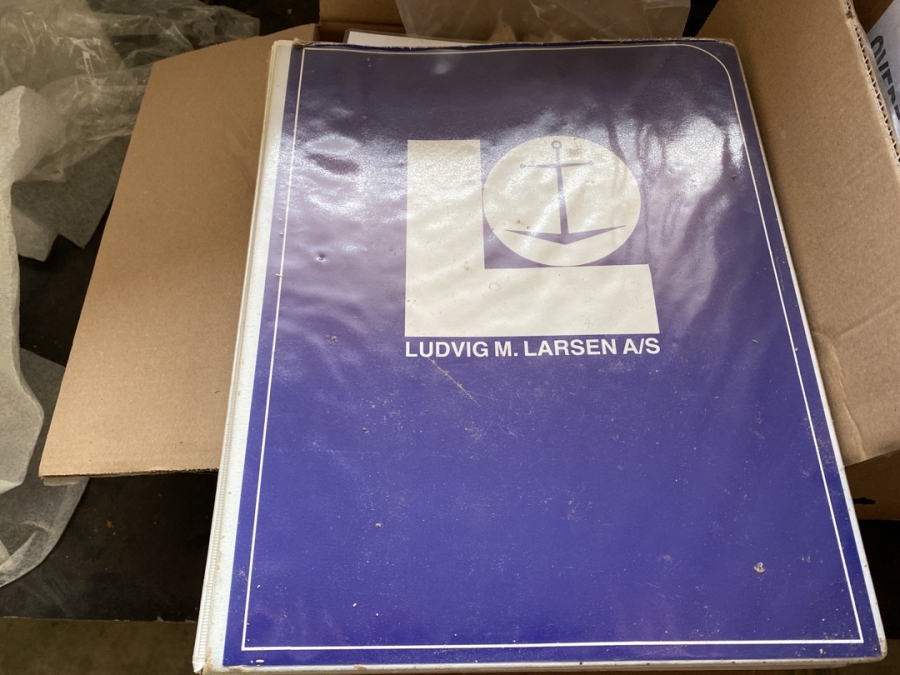 LUDVIG M. LARSEN A/S